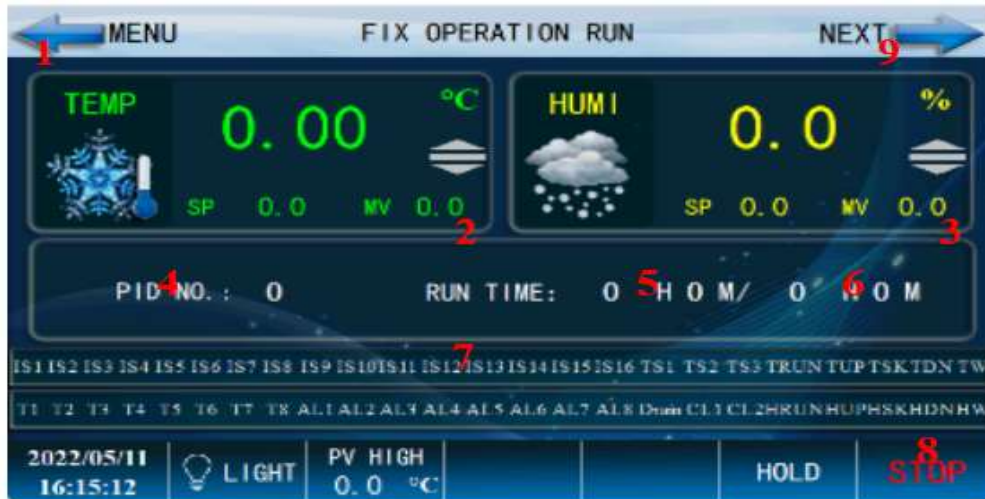 MENU FIX OPERATION RUN NEXT
1 9
TEMP 0.00 °C HUMI 0.0 %
SP 0.0 MV 0.0 SP 0.0 MV 0.0
2 3
PID NO.: 0 RUN TIME: 0 H 0 M/ 0 H 0 M
4 5 6
IS1 IS2 IS3 IS4 IS5 IS6 IS7 IS8 IS9 IS10 IS11 IS12 IS13 IS14 IS15 IS16 TS1 TS2 TS3 TRUN TUP TSK TDN TW
7
T1 T2 T3 T4 T5 T6 T7 T8 AL1 AL2 AL3 AL4 AL5 AL6 AL7 AL8 Drain CL1 CL2 HRUN HUP HSK HDN HW
8
2022/05/11 LIGHT PV HIGH HOLD STOP
16:15:12 0.0 °C